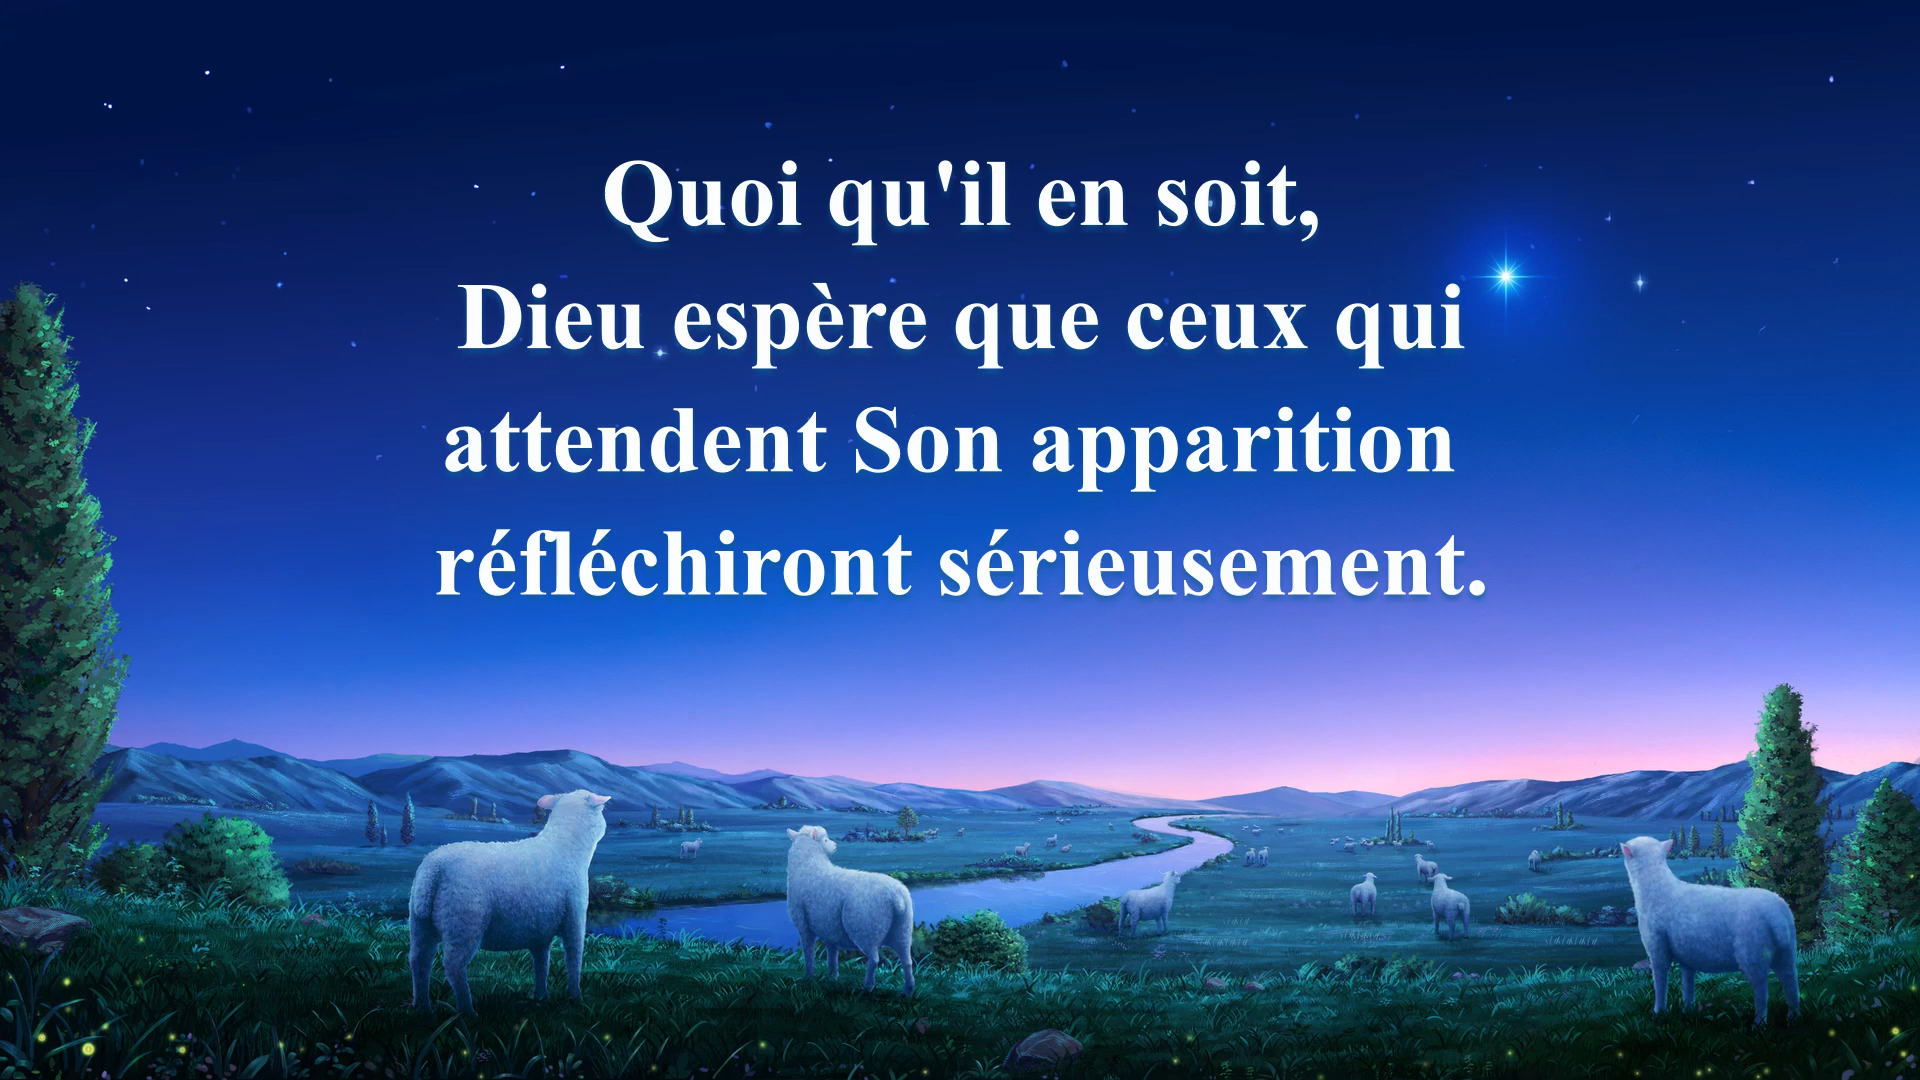 Quoi qu'il en soit,
Dieu espère que ceux qui
attendent Son apparition
réfléchiront sérieusement.